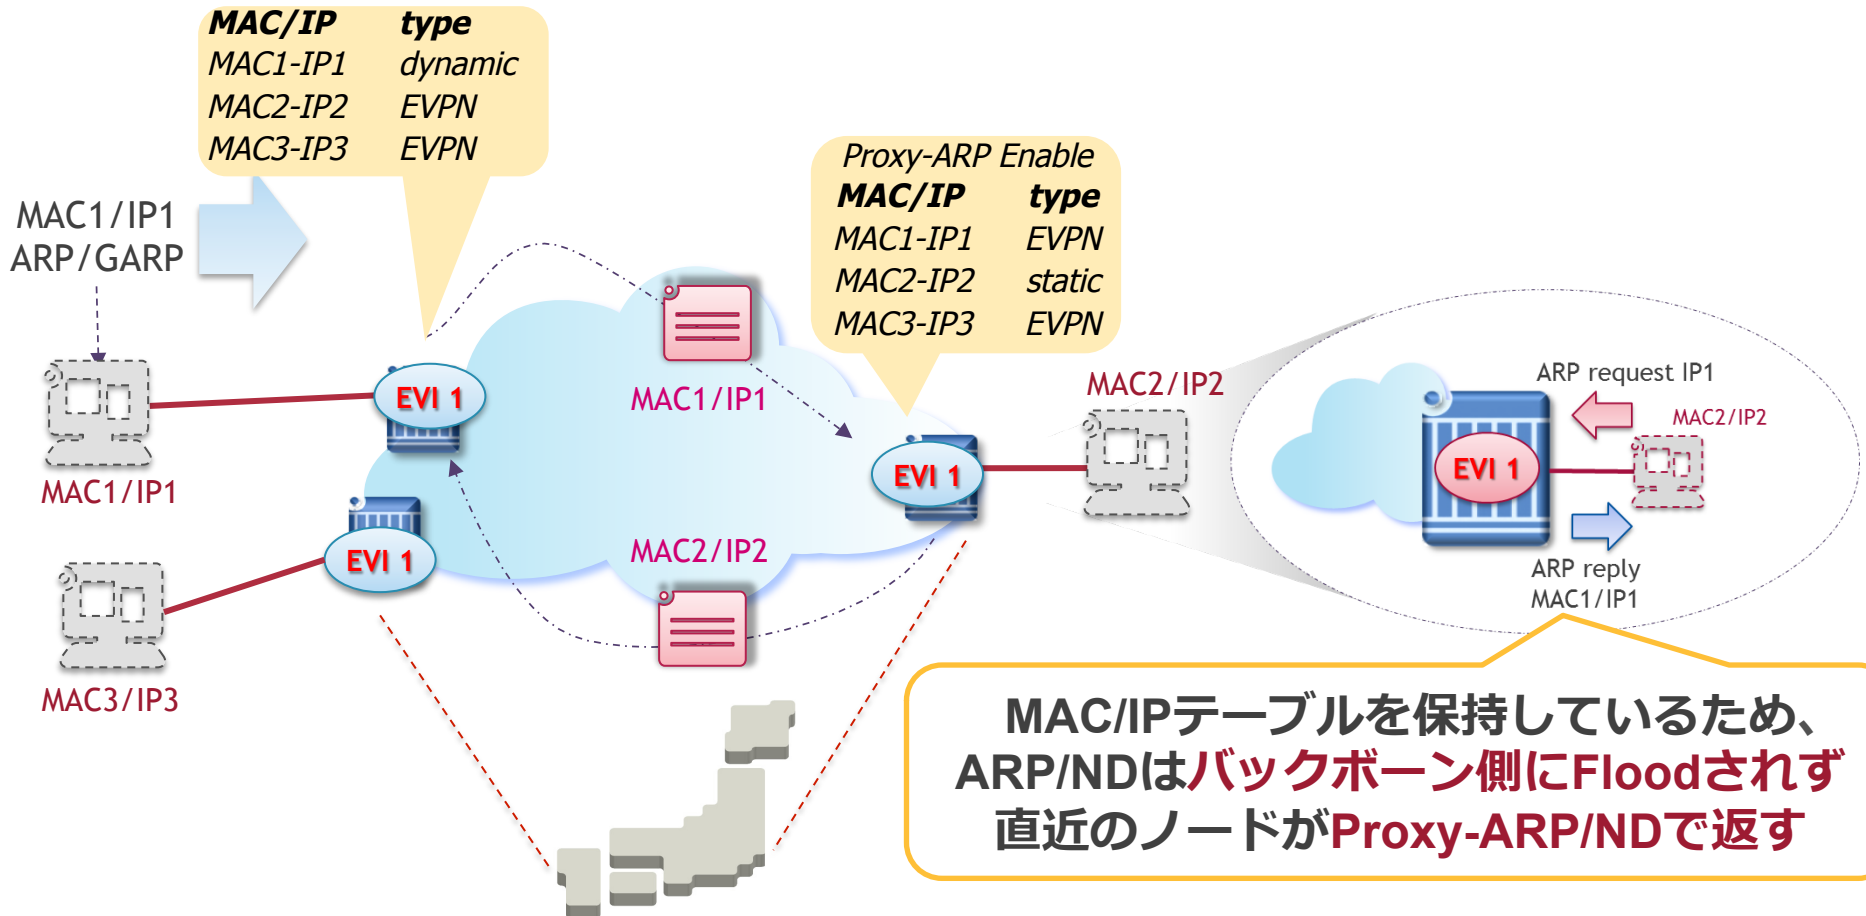 MAC/IP type
MAC1-IP1 dynamic
MAC2-IP2 EVPN
MAC3-IP3 EVPN
Proxy-ARP Enable
MAC/IP type
MAC1-IP1 EVPN
MAC2-IP2 static
MAC3-IP3 EVPN
MAC1/IP1
ARP/GARP
EVI 1
MAC1/IP1
MAC1/IP1
EVI 1
MAC3/IP3
MAC2/IP2
EVI 1
MAC2/IP2
ARP request IP1
MAC2/IP2
EVI 1
ARP reply
MAC1/IP1
MAC/IPテーブルを保持しているため、
ARP/NDはバックボーン側にFloodされず
直近のノードがProxy-ARP/NDで返す